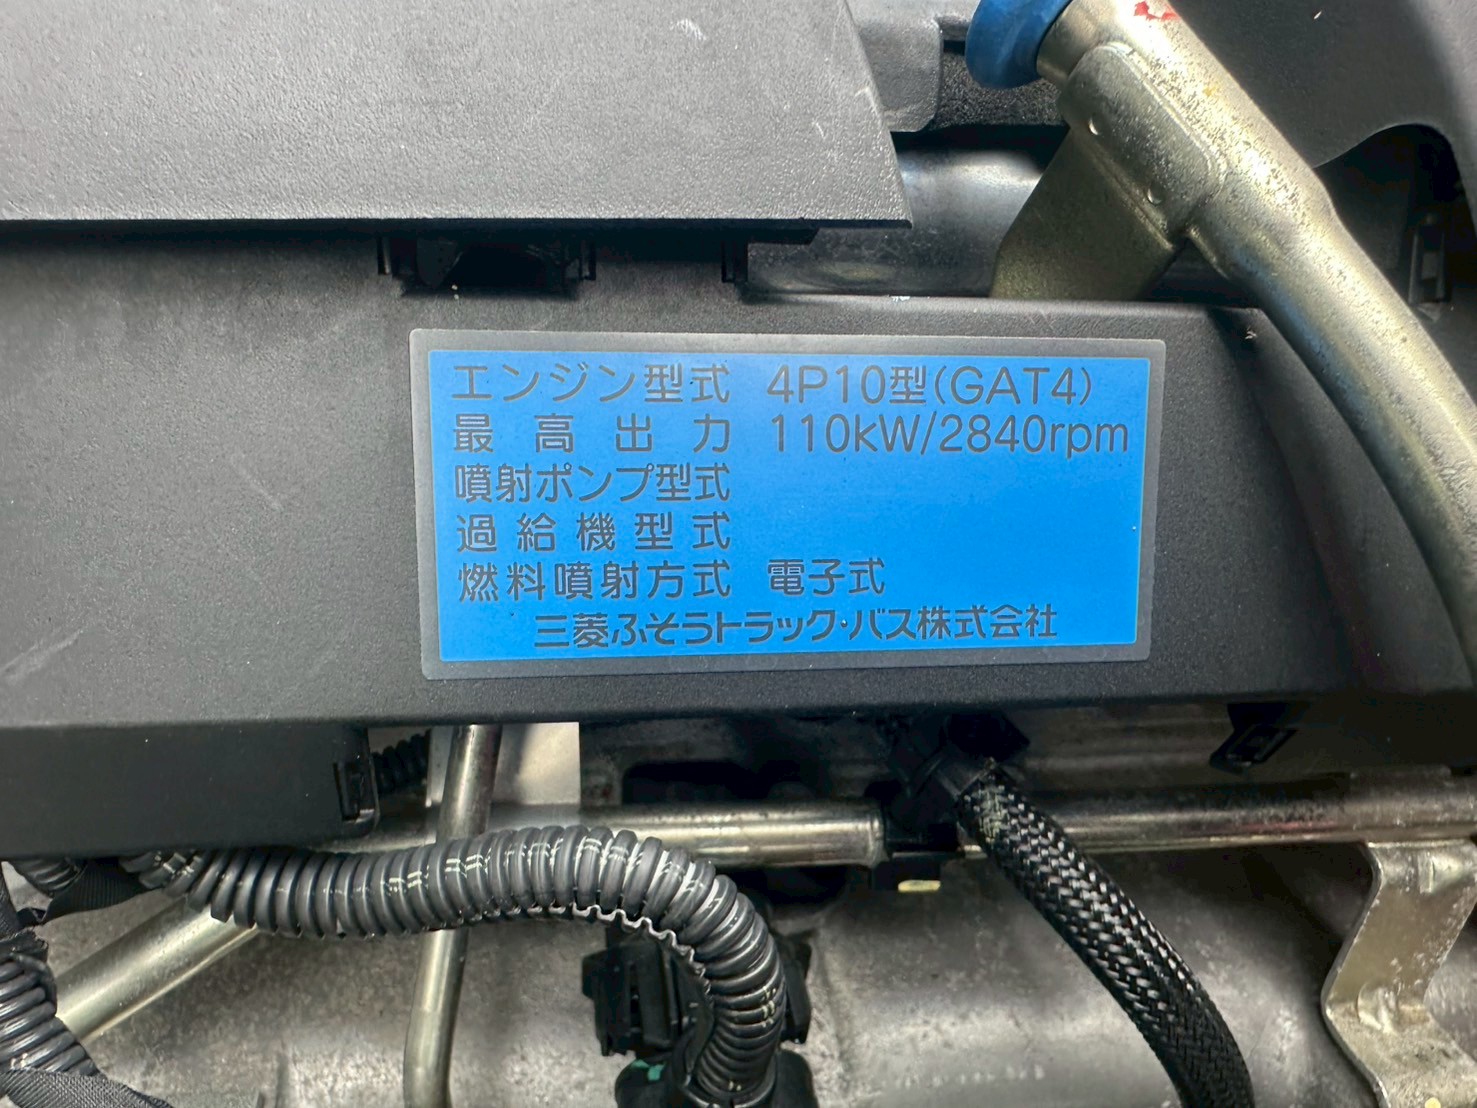 エンジン型式 4P10型(GAT4)
最高出力 110kW/2840rpm
噴射ポンプ型式
過給機型式
燃料噴射方式 電子式
三菱ふそうトラック・バス株式会社